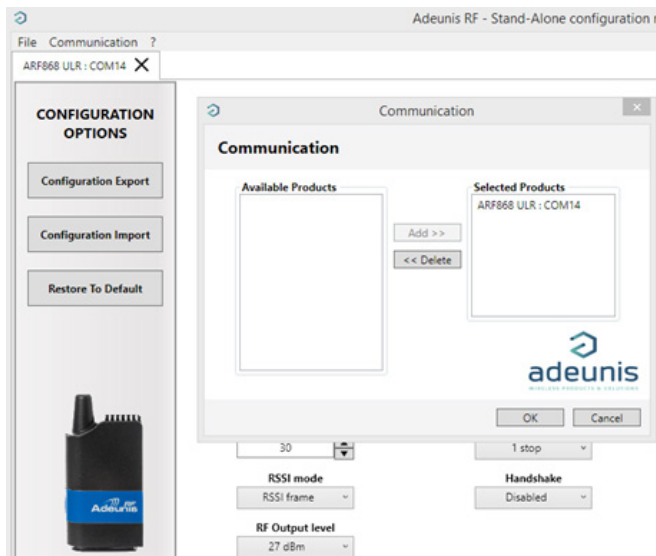 Adeunis RF - Stand-Alone configuration
File Communication ?
ARF868 ULR : COM14
CONFIGURATION
OPTIONS
Configuration Export
Configuration Import
Restore To Default
Adeunis
Communication
Communication
Available Products
Selected Products
ARF868 ULR : COM14
Add >>
<< Delete
adeunis
WIRELESS PRODUCTS & SOLUTIONS
OK Cancel
30
1 stop
RSSI mode
Handshake
RSSI frame
Disabled
RF Output level
27 dBm